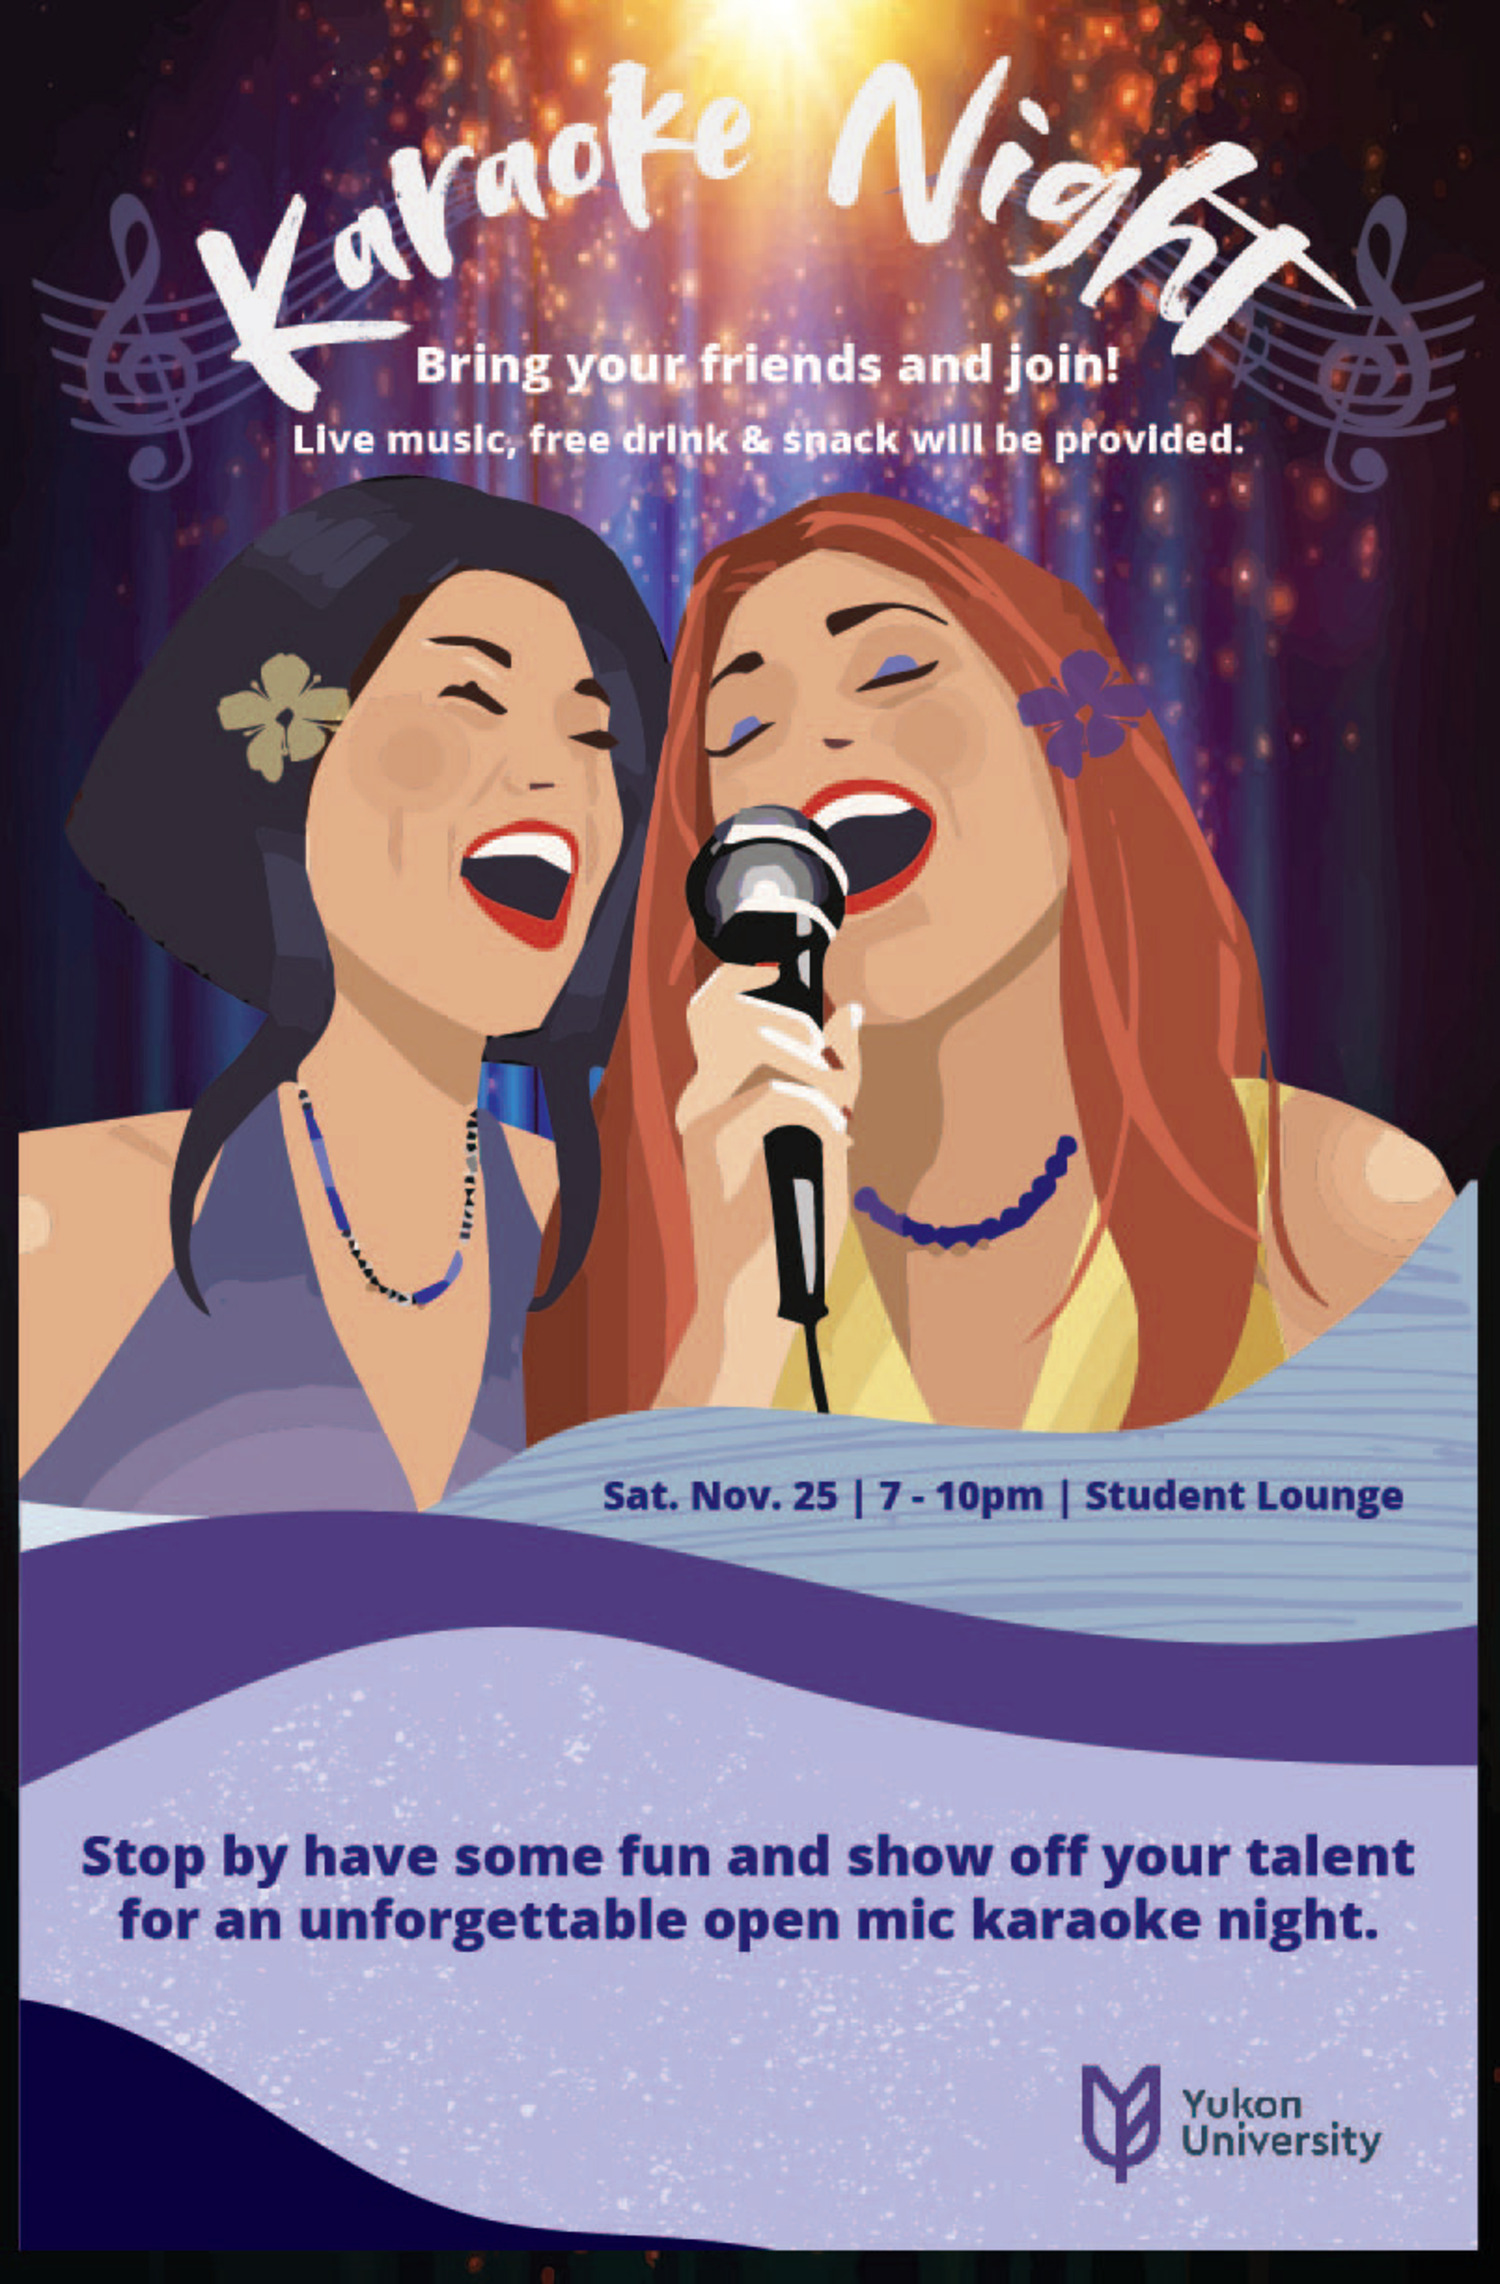 Karaoke Night
Bring your friends and join!
Live music, free drink & snack will be provided.
Sat. Nov. 25 | 7 - 10pm | Student Lounge
Stop by have some fun and show off your talent
for an unforgettable open mic karaoke night.
Yukon
University